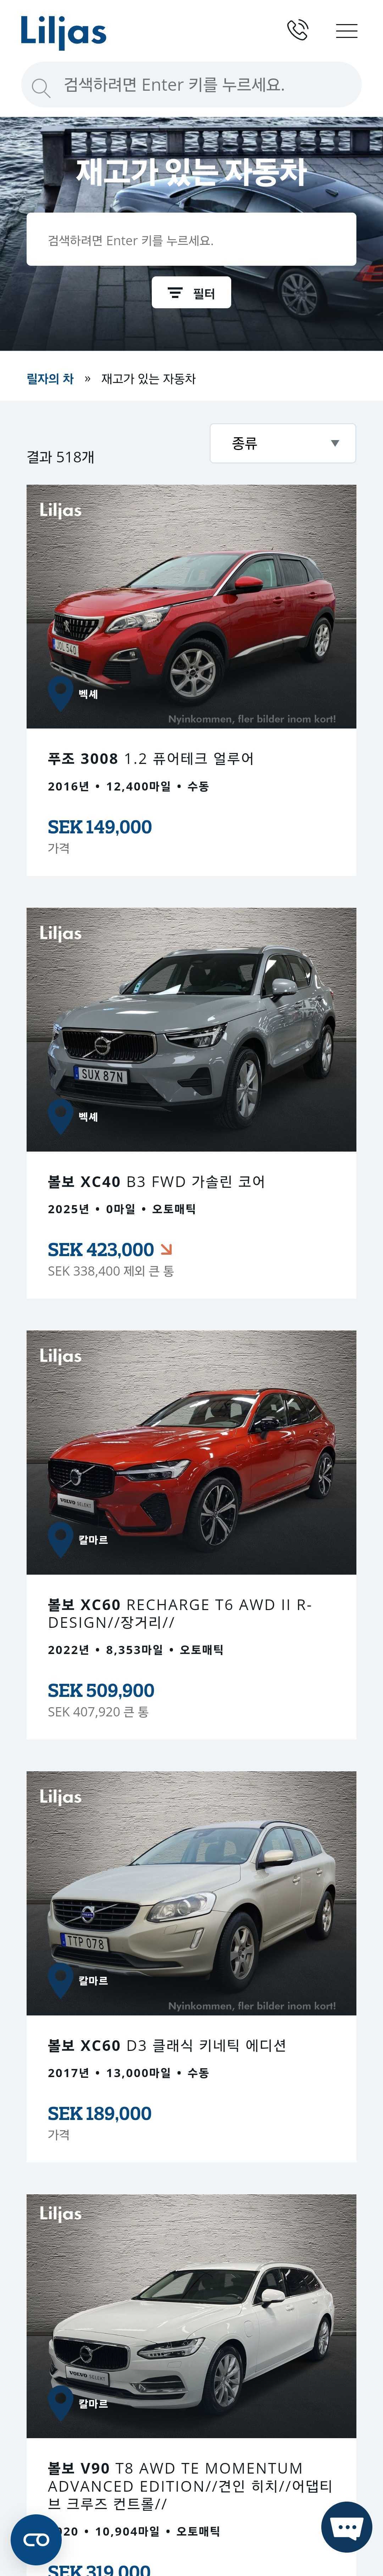 Liljas
검색하려면 Enter 키를 누르세요.
재고가 있는 자동차
검색하려면 Enter 키를 누르세요.
필터
릴자의 차 » 재고가 있는 자동차
결과 518개
종류
Liljas
벡셰
Nyinkommen, fler bilder inom kort!
푸조 3008 1.2 퓨어테크 얼루어
2016년 • 12,400마일 • 수동
SEK 149,000
가격
Liljas
SUX 87N
벡셰
볼보 XC40 B3 FWD 가솔린 코어
2025년 • 0마일 • 오토매틱
SEK 423,000
SEK 338,400 제외 큰 통
Liljas
VOLVO SELEKT
칼마르
볼보 XC60 RECHARGE T6 AWD II R-
DESIGN//장거리//
2022년 • 8,353마일 • 오토매틱
SEK 509,900
SEK 407,920 큰 통
Liljas
TTP 078
칼마르
Nyinkommen, fler bilder inom kort!
볼보 XC60 D3 클래식 키네틱 에디션
2017년 • 13,000마일 • 수동
SEK 189,000
가격
Liljas
VOLVO SELEKT
칼마르
볼보 V90 T8 AWD TE MOMENTUM
ADVANCED EDITION//견인 히치//어댑티
브 크루즈 컨트롤//
020 • 10,904마일 • 오토매틱
SEK 319,000